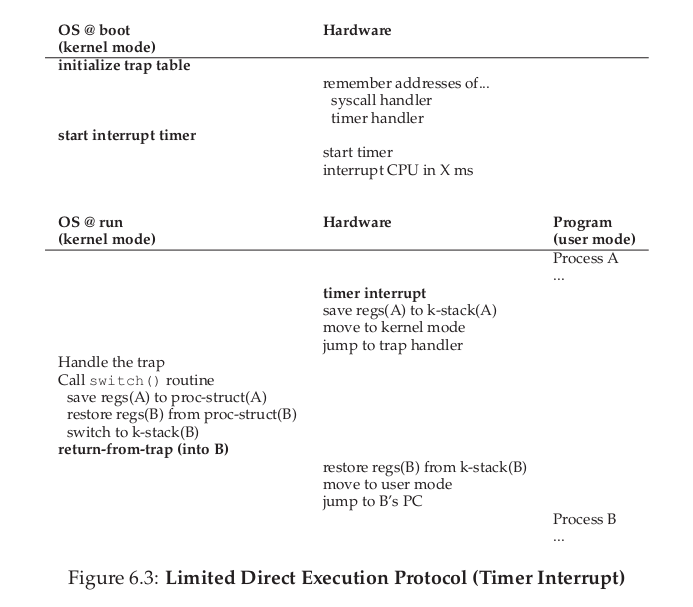 OS @ boot Hardware
(kernel mode)
initialize trap table
remember addresses of...
syscall handler
timer handler
start interrupt timer
start timer
interrupt CPU in X ms
OS @ run Hardware Program
(kernel mode) (user mode)
Process A
...
timer interrupt
save regs(A) to k-stack(A)
move to kernel mode
jump to trap handler
Handle the trap
Call switch() routine
save regs(A) to proc-struct(A)
restore regs(B) from proc-struct(B)
switch to k-stack(B)
return-from-trap (into B)
restore regs(B) from k-stack(B)
move to user mode
jump to B's PC
Process B
...
Figure 6.3: Limited Direct Execution Protocol (Timer Interrupt)